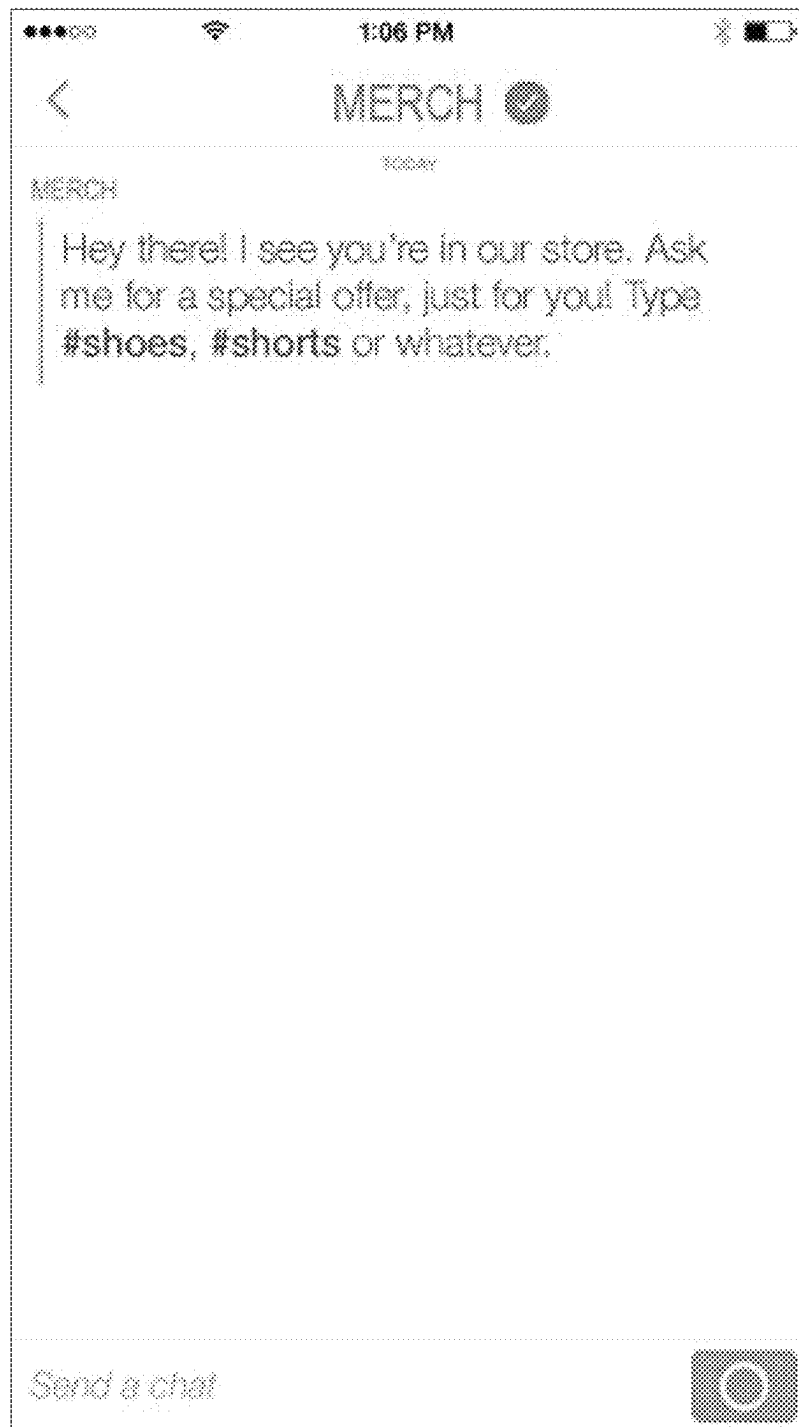 1:06 PM
MERCH
TODAY
MERCH
Hey there! I see you're in our store. Ask
me for a special offer, just for you! Type
#shoes, #shorts or whatever.
Send a chat